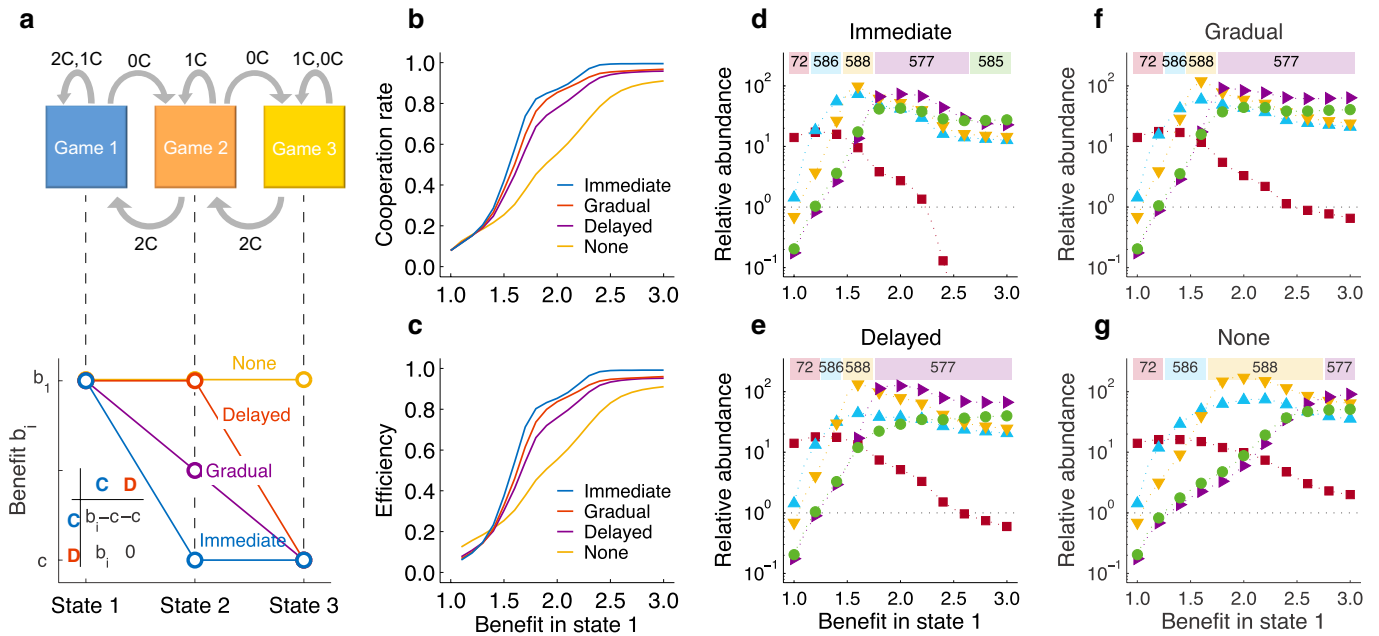 a
2C,1C
0C
1C
0C
1C,0C
Game 1
Game 2
Game 3
2C
2C
b1
None
Delayed
Gradual
Immediate
Benefit bi
C D
C bi−c −c
D bi 0
c
State 1
State 2
State 3
b
Cooperation rate
1.0
0.8
0.6
0.4
0.2
0.0
Immediate
Gradual
Delayed
None
1.0 1.5 2.0 2.5 3.0
c
Efficiency
1.0
0.8
0.6
0.4
0.2
0.0
Immediate
Gradual
Delayed
None
1.0 1.5 2.0 2.5 3.0
Benefit in state 1
d
Immediate
72 586 588 577 585
Relative abundance
10^2
10^1
10^0
10^−1
1.0 1.5 2.0 2.5 3.0
e
Delayed
72 586 588 577
Relative abundance
10^2
10^1
10^0
10^−1
1.0 1.5 2.0 2.5 3.0
Benefit in state 1
f
Gradual
72 586 588 577
Relative abundance
10^2
10^1
10^0
10^−1
1.0 1.5 2.0 2.5 3.0
g
None
72 586 588 577
Relative abundance
10^2
10^1
10^0
10^−1
1.0 1.5 2.0 2.5 3.0
Benefit in state 1